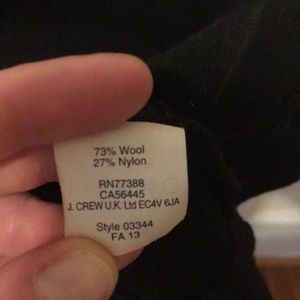 73% Wool
27% Nylon
RN77388
CA56445
J. CREW U.K. Ltd EC4V 6JA
Style 03344
FA 13